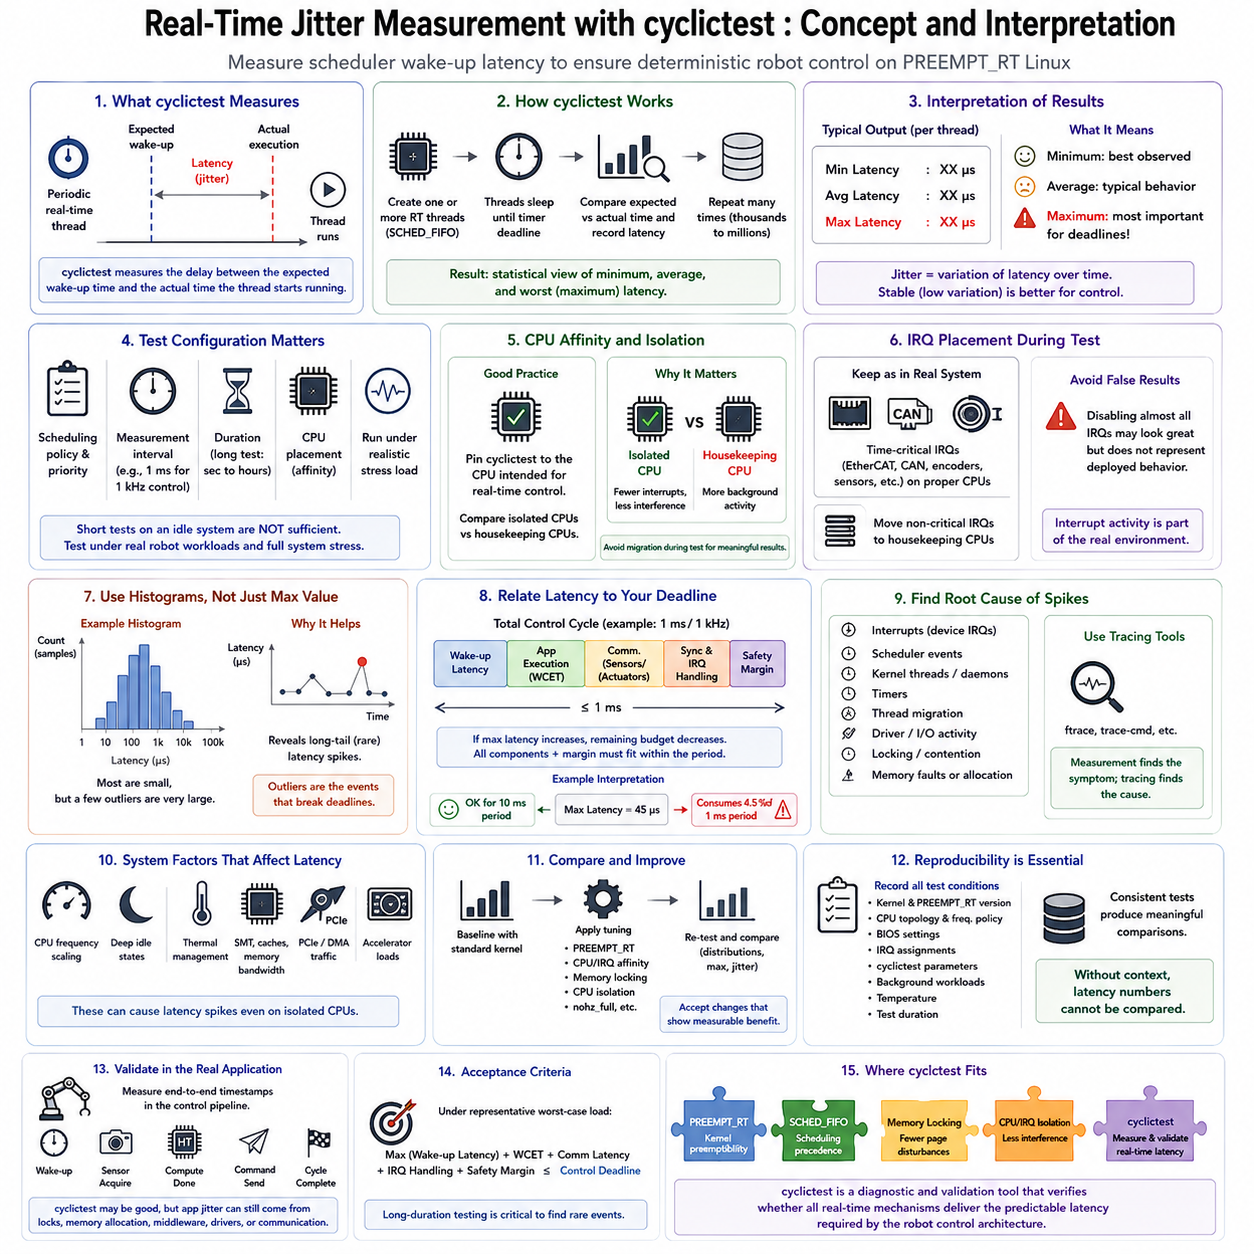 Real-Time Jitter Measurement with cyclictest : Concept and Interpretation
Measure scheduler wake-up latency to ensure deterministic robot control on PREEMPT_RT Linux
1. What cyclictest Measures
Expected
wake-up
Actual
execution
Latency
(jitter)
Periodic
real-time
thread
Thread
runs
cyclictest measures the delay between the expected
wake-up time and the actual time the thread starts running.
2. How cyclictest Works
Create one or
more RT threads
(SCHED_FIFO)
Threads sleep
until timer
deadline
Compare expected
vs actual time and
record latency
Repeat many
times (thousands
to millions)
Result: statistical view of minimum, average,
and worst (maximum) latency.
3. Interpretation of Results
Typical Output (per thread)
Min Latency : XX µs
Avg Latency : XX µs
Max Latency : XX µs
What It Means
Minimum: best observed
Average: typical behavior
Maximum: most important
for deadlines!
Jitter = variation of latency over time.
Stable (low variation) is better for control.
4. Test Configuration Matters
Scheduling
policy &
priority
Measurement
interval
(e.g., 1 ms for
1 kHz control)
Duration
(long test:
sec to hours)
CPU
placement
(affinity)
Run under
realistic
stress load
Short tests on an idle system are NOT sufficient.
Test under real robot workloads and full system stress.
5. CPU Affinity and Isolation
Good Practice
Pin cyclictest to the
CPU intended for
real-time control.
Compare isolated CPUs
vs housekeeping CPUs.
Why It Matters
VS
Isolated
CPU
Housekeeping
CPU
Fewer interrupts,
less interference
More background
activity
Avoid migration during test for meaningful results.
6. IRQ Placement During Test
Keep as in Real System
CAN
Time-critical IRQs
(EtherCAT, CAN, encoders,
sensors, etc.) on proper CPUs
Move non-critical IRQs
to housekeeping CPUs
Avoid False Results
Disabling almost all
IRQs may look great
but does not represent
deployed behavior.
Interrupt activity is part
of the real environment.
7. Use Histograms, Not Just Max Value
Example Histogram
Count
(samples)
1 10 100 1k 10k 100k
Latency (µs)
Most are small,
but a few outliers are very large.
Why It Helps
Latency
(µs)
Time
Reveals long-tail (rare)
latency spikes.
Outliers are the events
that break deadlines.
8. Relate Latency to Your Deadline
Total Control Cycle (example: 1 ms / 1 kHz)
Wake-up
Latency
App
Execution
(WCET)
Comm.
(Sensors/
Actuators)
Sync &
IRQ
Handling
Safety
Margin
≤ 1 ms
If max latency increases, remaining budget decreases.
All components + margin must fit within the period.
Example Interpretation
OK for 10 ms
period
Max Latency = 45 µs
Consumes 4.5
1 ms period
9. Find Root Cause of Spikes
Interrupts (device IRQs)
Scheduler events
Kernel threads / daemons
Timers
Thread migration
Driver / I/O activity
Locking / contention
Memory faults or allocation
Use Tracing Tools
ftrace, trace-cmd, etc.
Measurement finds the
symptom; tracing finds
the cause.
10. System Factors That Affect Latency
CPU frequency
scaling
Deep idle
states
Thermal
management
SMT, caches,
memory
bandwidth
PCIe
PCIe / DMA
traffic
Accelerator
loads
These can cause latency spikes even on isolated CPUs.
11. Compare and Improve
Baseline with
standard kernel
Apply tuning
• PREEMPT_RT
• CPU/IRQ affinity
• Memory locking
• CPU isolation
• nohz_full, etc.
Re-test and compare
(distributions,
max, jitter)
Accept changes that
show measurable benefit.
12. Reproducibility is Essential
Record all test conditions
• Kernel & PREEMPT_RT version
• CPU topology & freq. policy
• BIOS settings
• IRQ assignments
• cyclictest parameters
• Background workloads
• Temperature
• Test duration
Consistent tests
produce meaningful
comparisons.
Without context,
latency numbers
cannot be compared.
13. Validate in the Real Application
Measure end-to-end timestamps
in the control pipeline.
HT
Wake-up
Sensor
Acquire
Compute
Done
Command
Send
Cycle
Complete
cyclictest may be good, but app jitter can still come from
locks, memory allocation, middleware, drivers, or communication.
14. Acceptance Criteria
Under representative worst-case load:
Max (Wake-up Latency) + WCET + Comm Latency
+ IRQ Handling + Safety Margin ≤ Control Deadline
Long-duration testing is critical to find rare events.
15. Where cyclctest Fits
PREEMPT_RT
Kernel
preemptiblity
SCHED_FIFO
Scheduling
precedence
Memory Locking
Fewer page
disturbances
CPU/IRQ Isolation
Less interference
cyclictest
Measure & validate
real-time latency
cyclictest is a diagnostic and validation tool that verifies
whether all real-time mechanisms deliver the predictable latency
required by the robot control architecture.